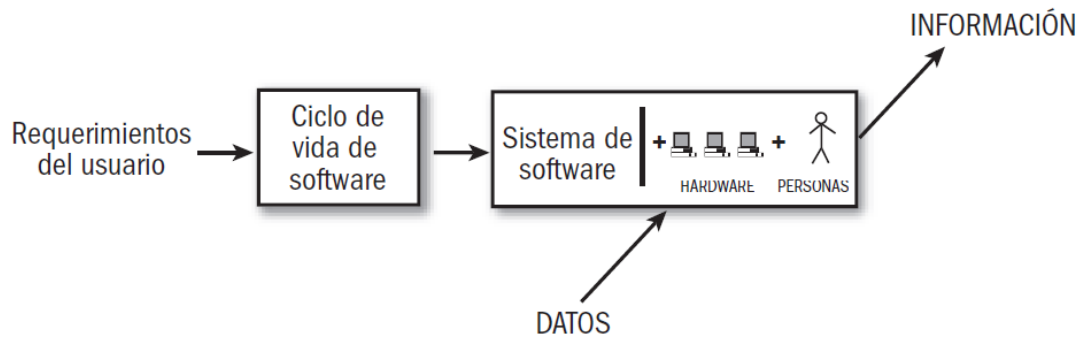 INFORMACIÓN
Requerimientos
del usuario
Ciclo de
vida de
software
Sistema de
software
+ + 
HARDWARE PERSONAS
DATOS